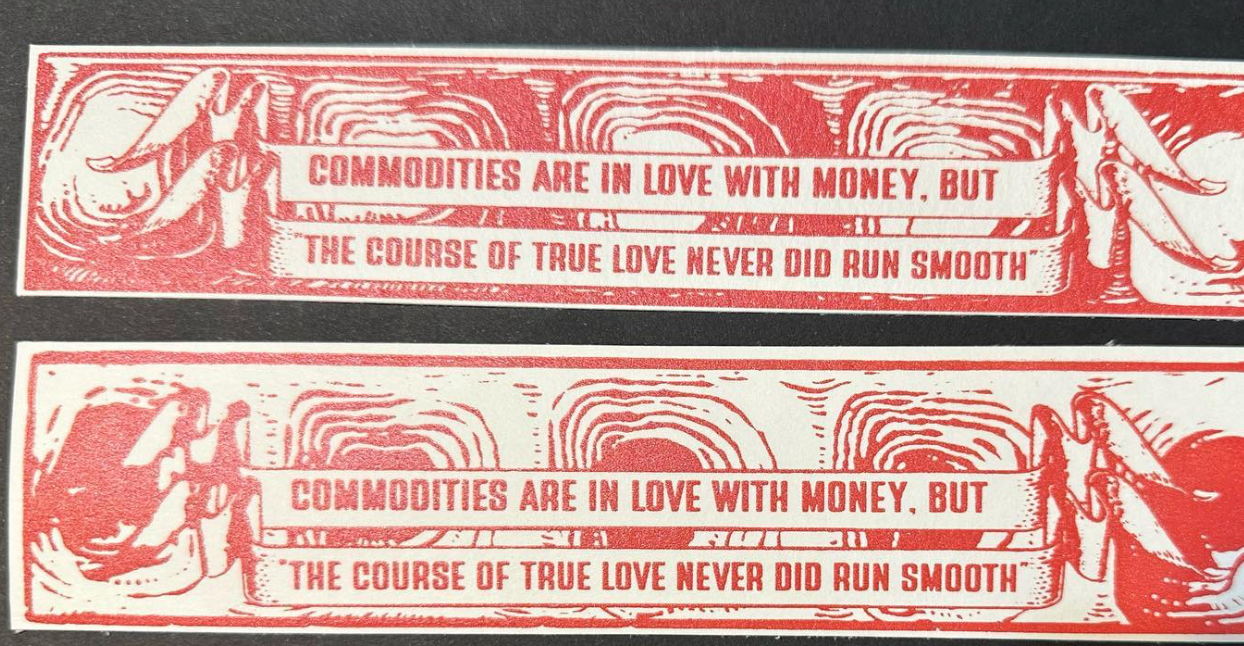 COMMODITIES ARE IN LOVE WITH MONEY, BUT
"THE COURSE OF TRUE LOVE NEVER DID RUN SMOOTH"
COMMODITIES ARE IN LOVE WITH MONEY, BUT
"THE COURSE OF TRUE LOVE NEVER DID RUN SMOOTH"